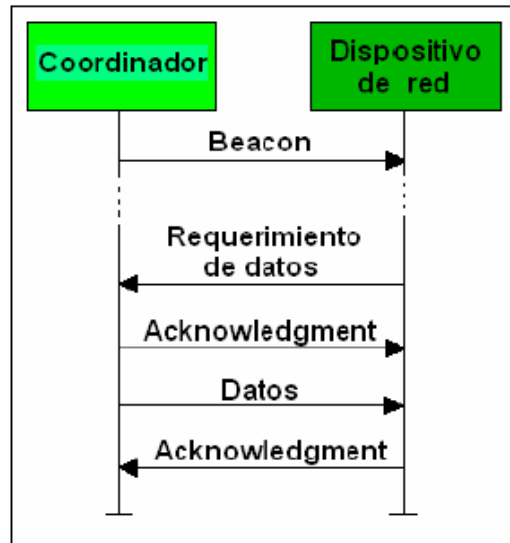 Coordinador
Dispositivo
de red
Beacon
Requerimiento
de datos
Acknowledgment
Datos
Acknowledgment